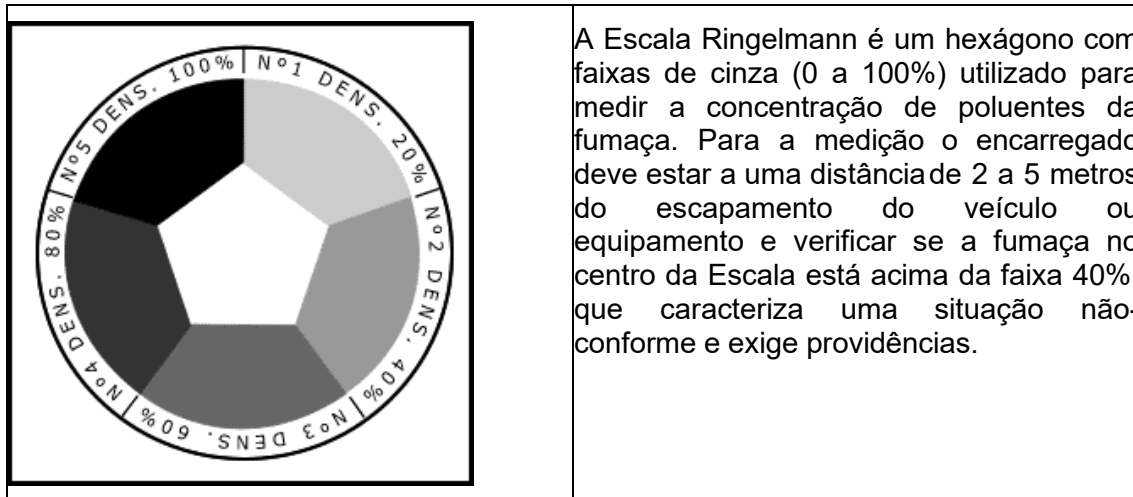 Nº1 DENS. 20%
Nº2 DENS. 40%
Nº3 DENS. 60%
Nº4 DENS. 80%
Nº5 DENS. 100%
A Escala Ringelmann é um hexágono com
faixas de cinza (0 a 100%) utilizado para
medir a concentração de poluentes da
fumaça. Para a medição o encarregado
deve estar a uma distância de 2 a 5 metros
do escapamento do veículo ou
equipamento e verificar se a fumaça no
centro da Escala está acima da faixa 40%
que caracteriza uma situação não-
conforme e exige providências.